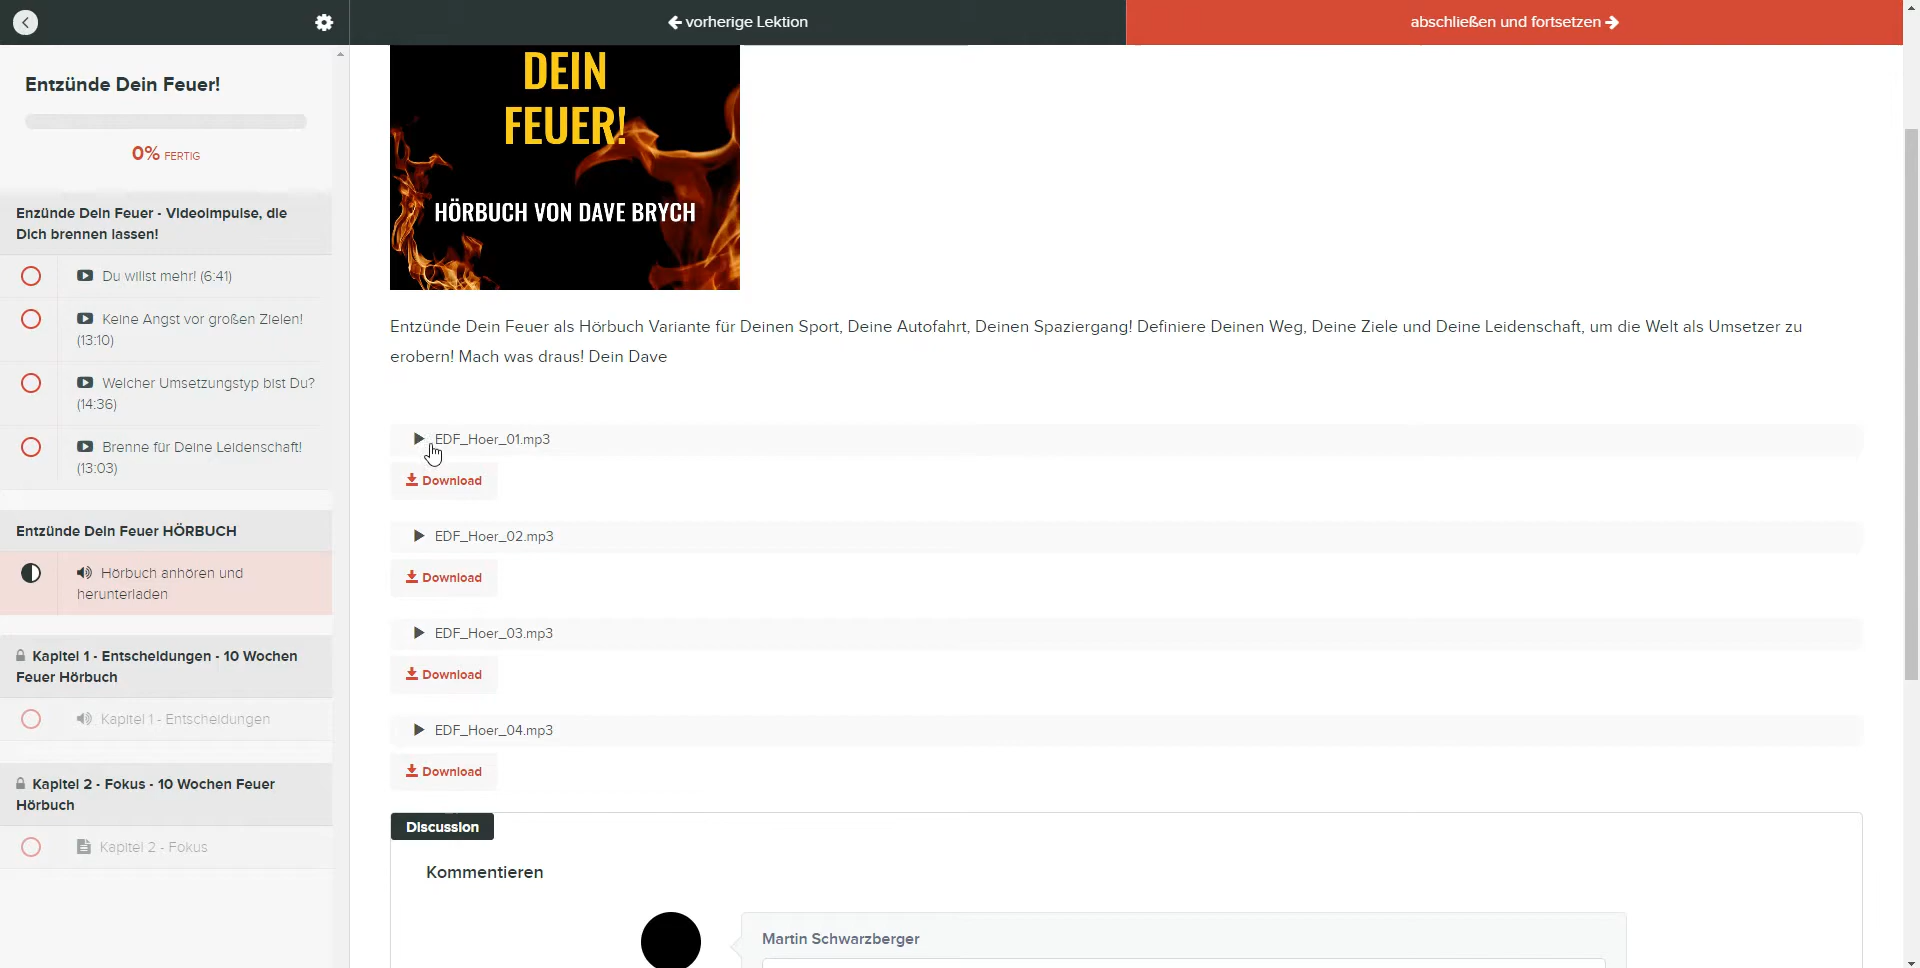 vorherige Lektion
abschließen und fortsetzen
Entzünde Dein Feuer!
0% FERTIG
Enzünde Dein Feuer - Videoimpulse, die
Dich brennen lassen!
Du willst mehr! (6:41)
Keine Angst vor großen Zielen!
(13:10)
Welcher Umsetzungstyp bist Du?
(14:36)
Brenne für Deine Leidenschaft!
(13:03)
Entzünde Dein Feuer HÖRBUCH
Hörbuch anhören und
herunterladen
Kapitel 1 - Entscheidungen - 10 Wochen
Feuer Hörbuch
Kapitel 1 - Entscheidungen
Kapitel 2 - Fokus - 10 Wochen Feuer
Hörbuch
Kapitel 2 - Fokus
DEIN
FEUER!
HÖRBUCH VON DAVE BRYCH
Entzünde Dein Feuer als Hörbuch Variante für Deinen Sport, Deine Autofahrt, Deinen Spaziergang! Definiere Deinen Weg, Deine Ziele und Deine Leidenschaft, um die Welt als Umsetzer zu
erobern! Mach was draus! Dein Dave
EDF_Hoer_01.mp3
Download
EDF_Hoer_02.mp3
Download
EDF_Hoer_03.mp3
Download
EDF_Hoer_04.mp3
Download
Discussion
Kommentieren
Martin Schwarzberger